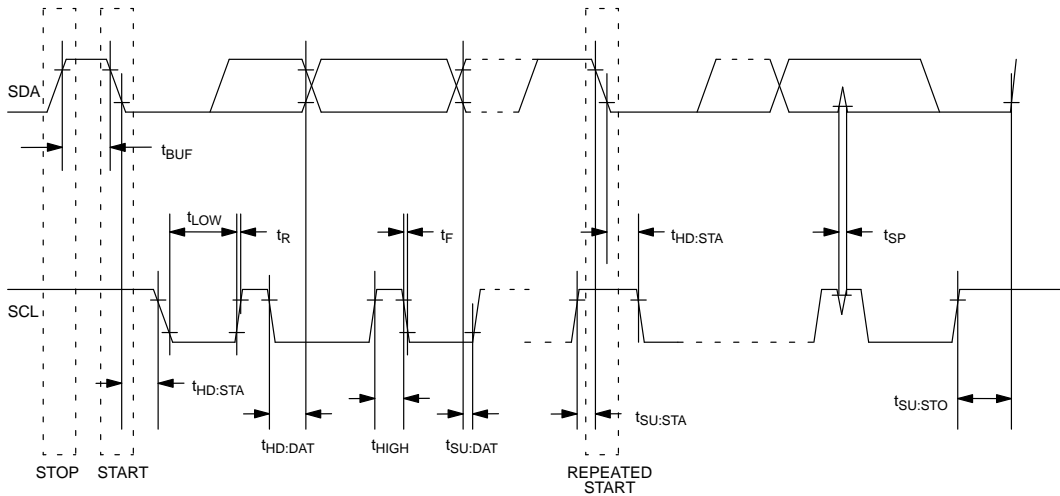 SDA
tBUF
tLOW
tR
tF
tHD:STA
tSP
SCL
tHD:STA
tSU:STA
tSU:STO
tHD:DAT
tHIGH
tSU:DAT
STOP
START
REPEATED
START